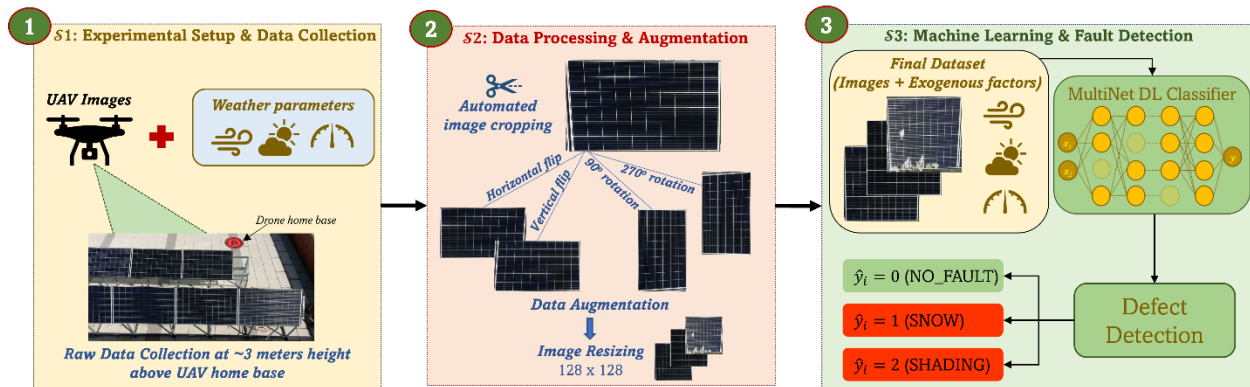 1
S1: Experimental Setup & Data Collection
UAV Images
Weather parameters
Drone home base
Raw Data Collection at ~3 meters height
above UAV home base
2
S2: Data Processing & Augmentation
Automated
image cropping
Horizontal flip
Vertical flip
90° rotation
270° rotation
Data Augmentation
Image Resizing
128 x 128
3
S3: Machine Learning & Fault Detection
Final Dataset
(Images + Exogenous factors)
MultiNet DL Classifier
y
ŷᵢ = 0 (NO_FAULT)
ŷᵢ = 1 (SNOW)
ŷᵢ = 2 (SHADING)
Defect
Detection